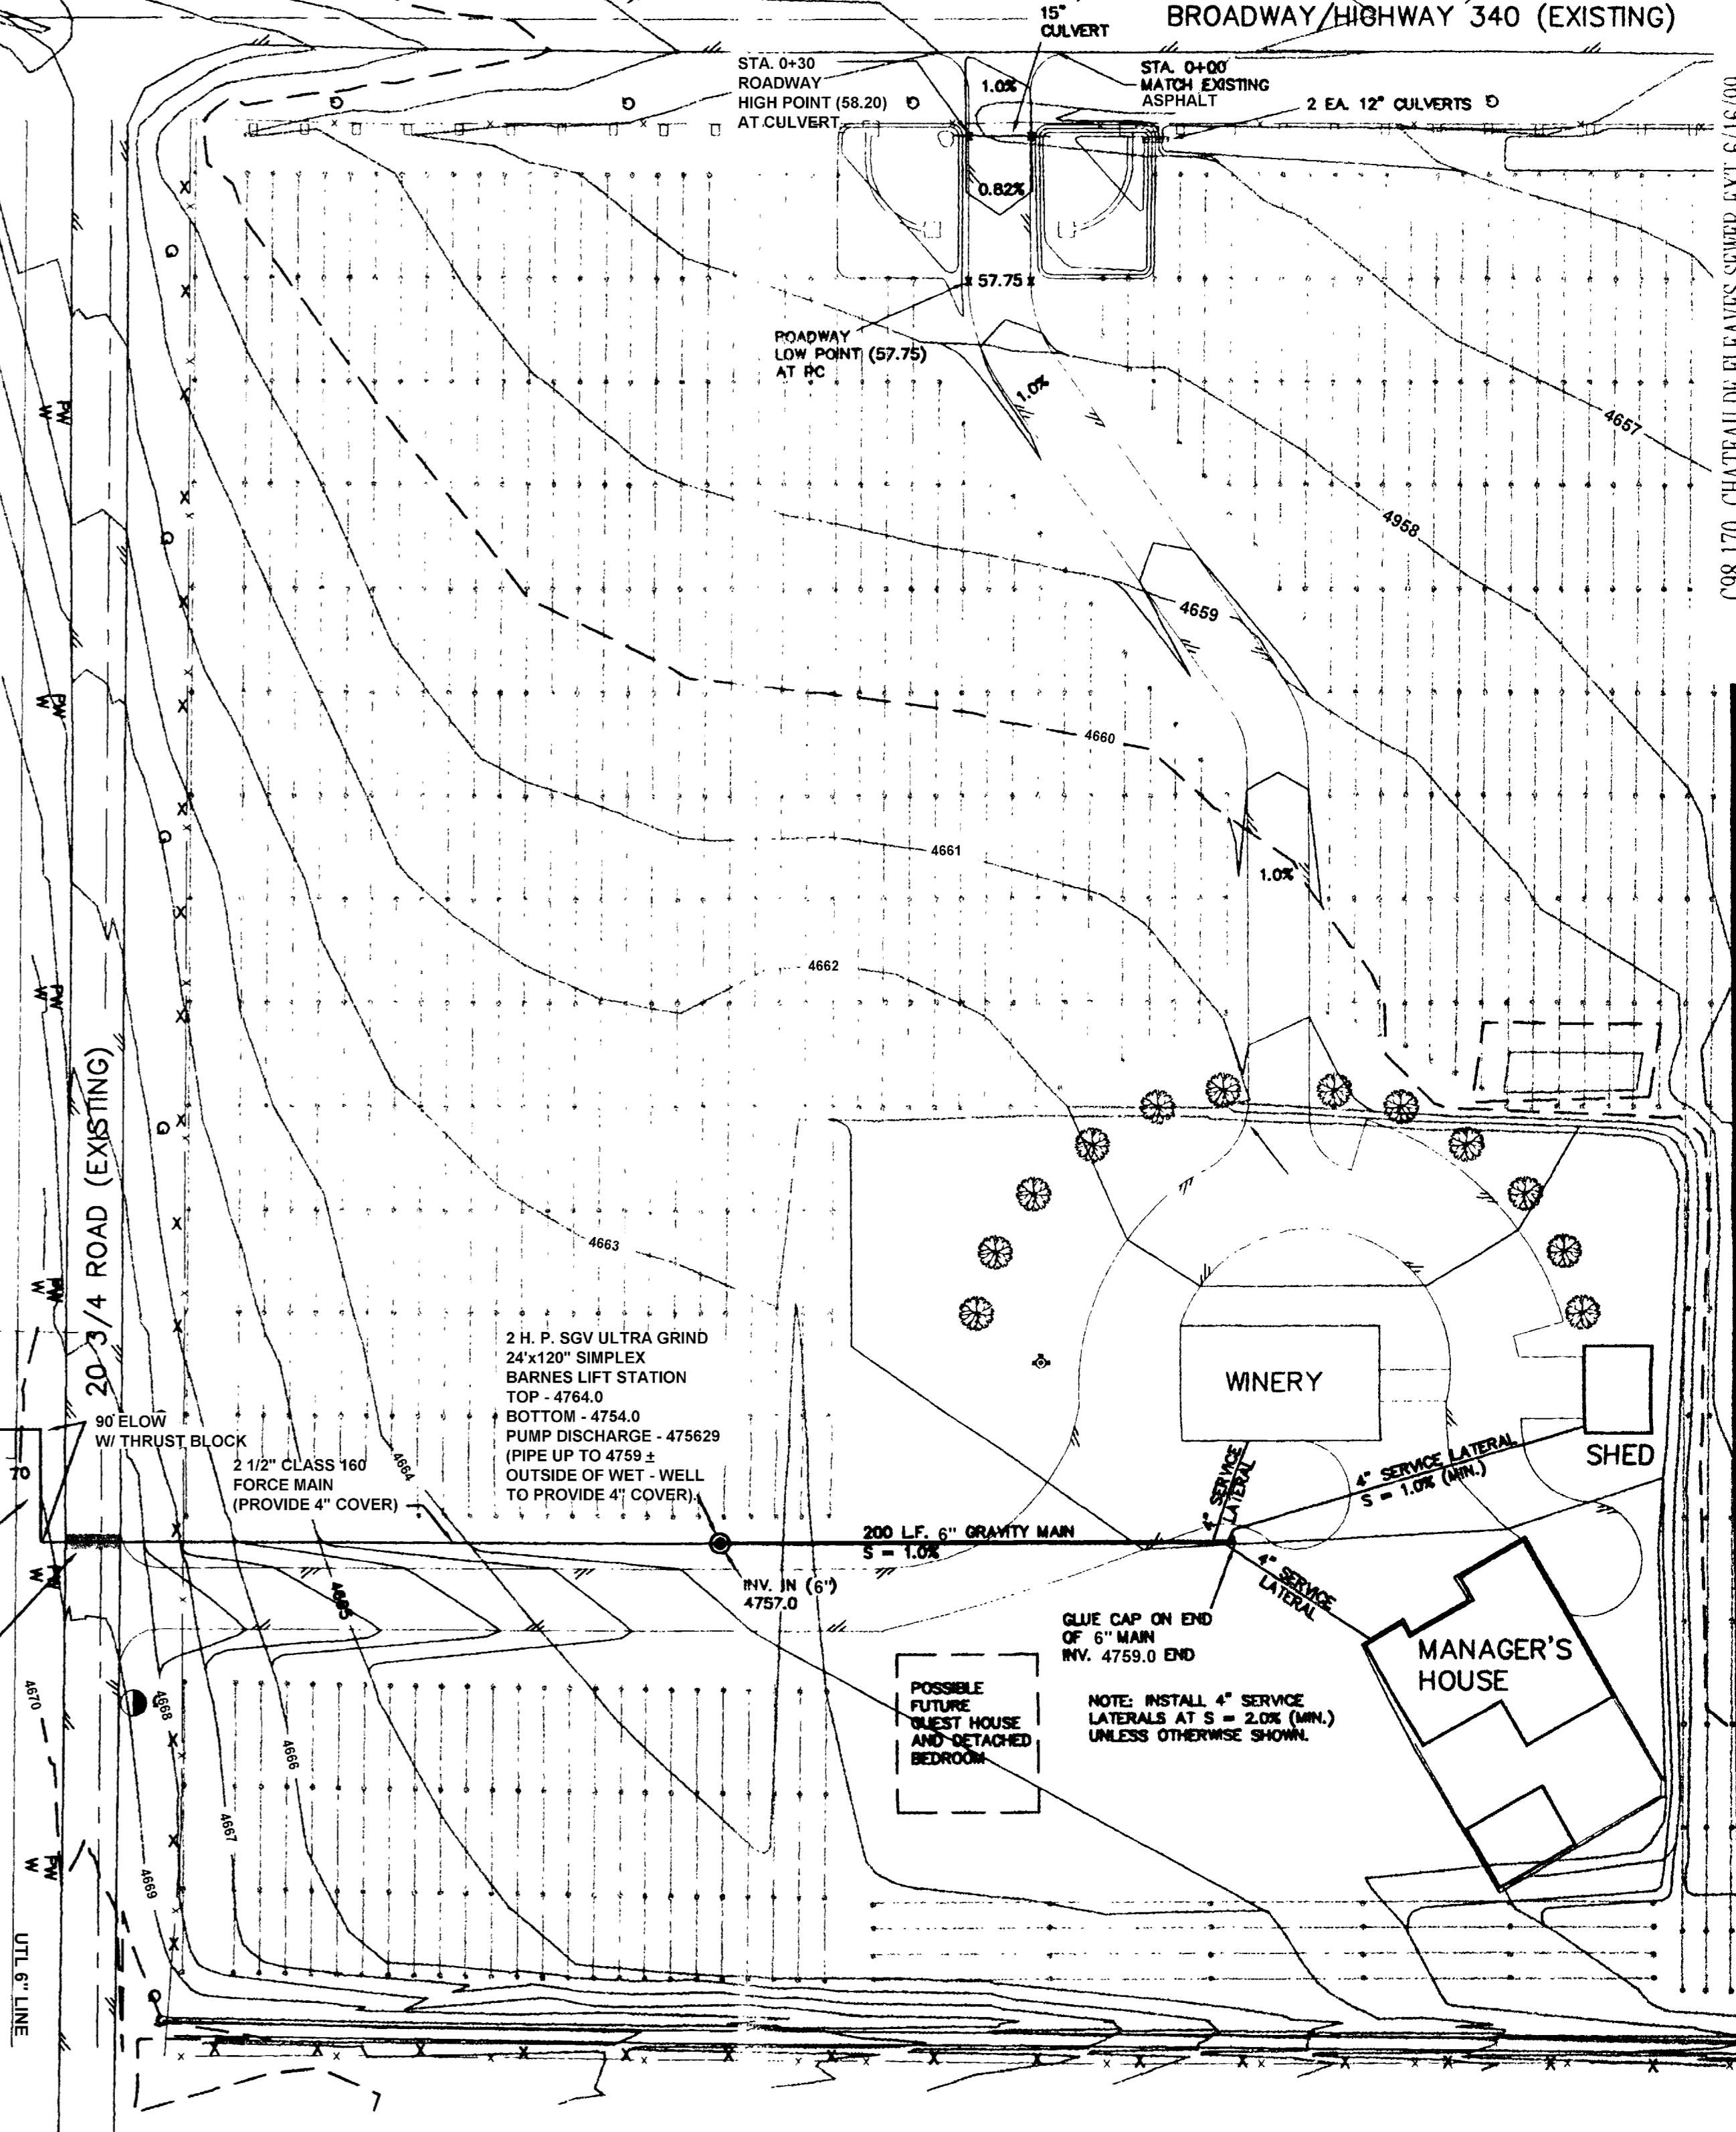 BROADWAY/HIGHWAY 340 (EXISTING)
15"
CULVERT
STA. 0+30
ROADWAY
HIGH POINT (58.20)
AT CULVERT
1.0%
STA. 0+00
MATCH EXISTING
ASPHALT
2 EA. 12" CULVERTS
0.82%
57.75
ROADWAY
LOW POINT (57.75)
AT PC
1.0%
4657
4958
4659
4660
4661
1.0%
4662
4663
20 3/4 ROAD (EXISTING)
2 H. P. SGV ULTRA GRIND
24'x120" SIMPLEX
BARNES LIFT STATION
TOP - 4764.0
BOTTOM - 4754.0
PUMP DISCHARGE - 475629
(PIPE UP TO 4759 ±
OUTSIDE OF WET - WELL
TO PROVIDE 4" COVER)
90 ELOW
W/ THRUST BLOCK
2 1/2" CLASS 160
FORCE MAIN
(PROVIDE 4" COVER)
70
4664
WINERY
SHED
4" SERVICE
LATERAL
4" SERVICE LATERAL
S = 1.0% (MIN.)
200 L.F. 6" GRAVITY MAIN
S = 1.0%
INV. IN (6")
4757.0
4" SERVICE
LATERAL
GLUE CAP ON END
OF 6" MAIN
INV. 4759.0 END
MANAGER'S
HOUSE
POSSIBLE
FUTURE
GUEST HOUSE
AND DETACHED
BEDROOM
NOTE: INSTALL 4" SERVICE
LATERALS AT S = 2.0% (MIN.)
UNLESS OTHERWISE SHOWN.
4665
4666
4667
4668
4669
4670
UTL 6" LINE
PW
W
PW
W
PW
W
PW
W
PW
W
PW
W
G
G
G
G